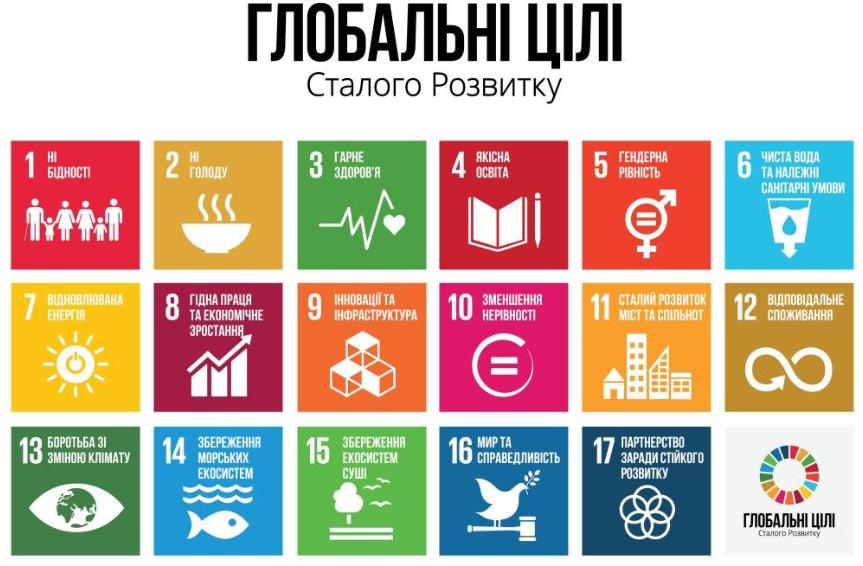 ГЛОБАЛЬНІ ЦІЛІ
Сталого Розвитку
1 НІ
БІДНОСТІ
2 НІ
ГОЛОДУ
3 ГАРНЕ
ЗДОРОВ'Я
4 ЯКІСНА
ОСВІТА
5 ҐЕНДЕРНА
РІВНІСТЬ
6 ЧИСТА ВОДА
ТА НАЛЕЖНІ
САНІТАРНІ УМОВИ
7 ВІДНОВЛЮВАНА
ЕНЕРГІЯ
8 ГІДНА ПРАЦЯ
ТА ЕКОНОМІЧНЕ
ЗРОСТАННЯ
9 ІННОВАЦІЇ ТА
ІНФРАСТРУКТУРА
10 ЗМЕНШЕННЯ
НЕРІВНОСТІ
11 СТАЛИЙ РОЗВИТОК
МІСТ ТА СПІЛЬНОТ
12 ВІДПОВІДАЛЬНЕ
СПОЖИВАННЯ
13 БОРОТЬБА ЗІ
ЗМІНОЮ КЛІМАТУ
14 ЗБЕРЕЖЕННЯ
МОРСЬКИХ
ЕКОСИСТЕМ
15 ЗБЕРЕЖЕННЯ
ЕКОСИСТЕМ
СУШІ
16 МИР ТА
СПРАВЕДЛИВІСТЬ
17 ПАРТНЕРСТВО
ЗАРАДИ СТІЙКОГО
РОЗВИТКУ
ГЛОБАЛЬНІ ЦІЛІ
Сталого Розвитку